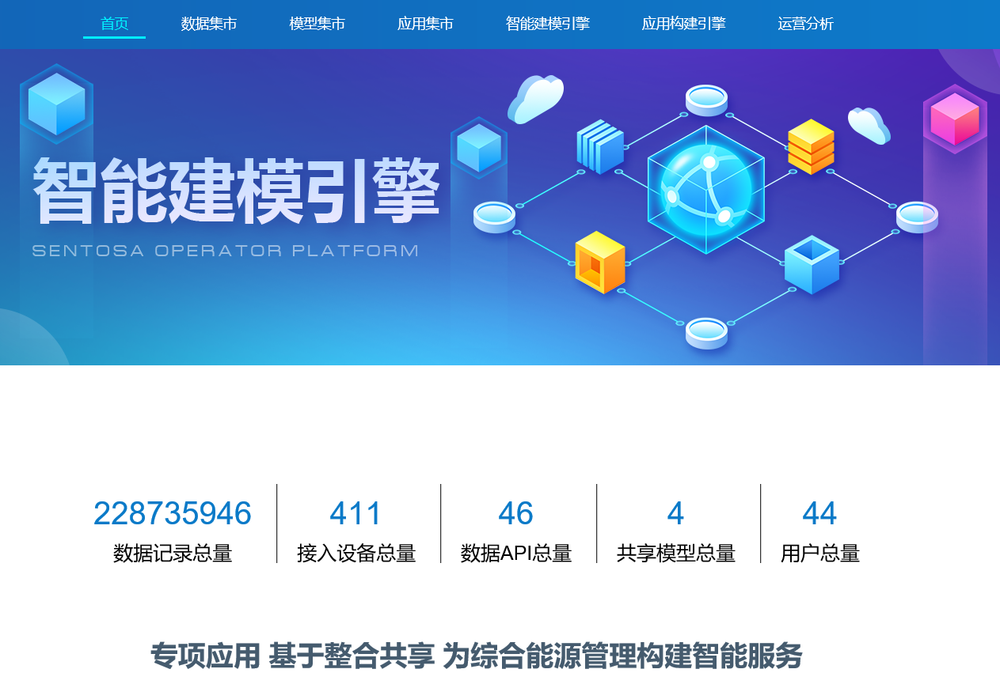 首页 数据集市 模型集市 应用集市 智能建模引擎 应用构建引擎 运营分析
智能建模引擎
SENTOSA OPERATOR PLATFORM
228735946 411 46 4 44
数据记录总量 接入设备总量 数据API总量 共享模型总量 用户总量
专项应用 基于整合共享 为综合能源管理构建智能服务